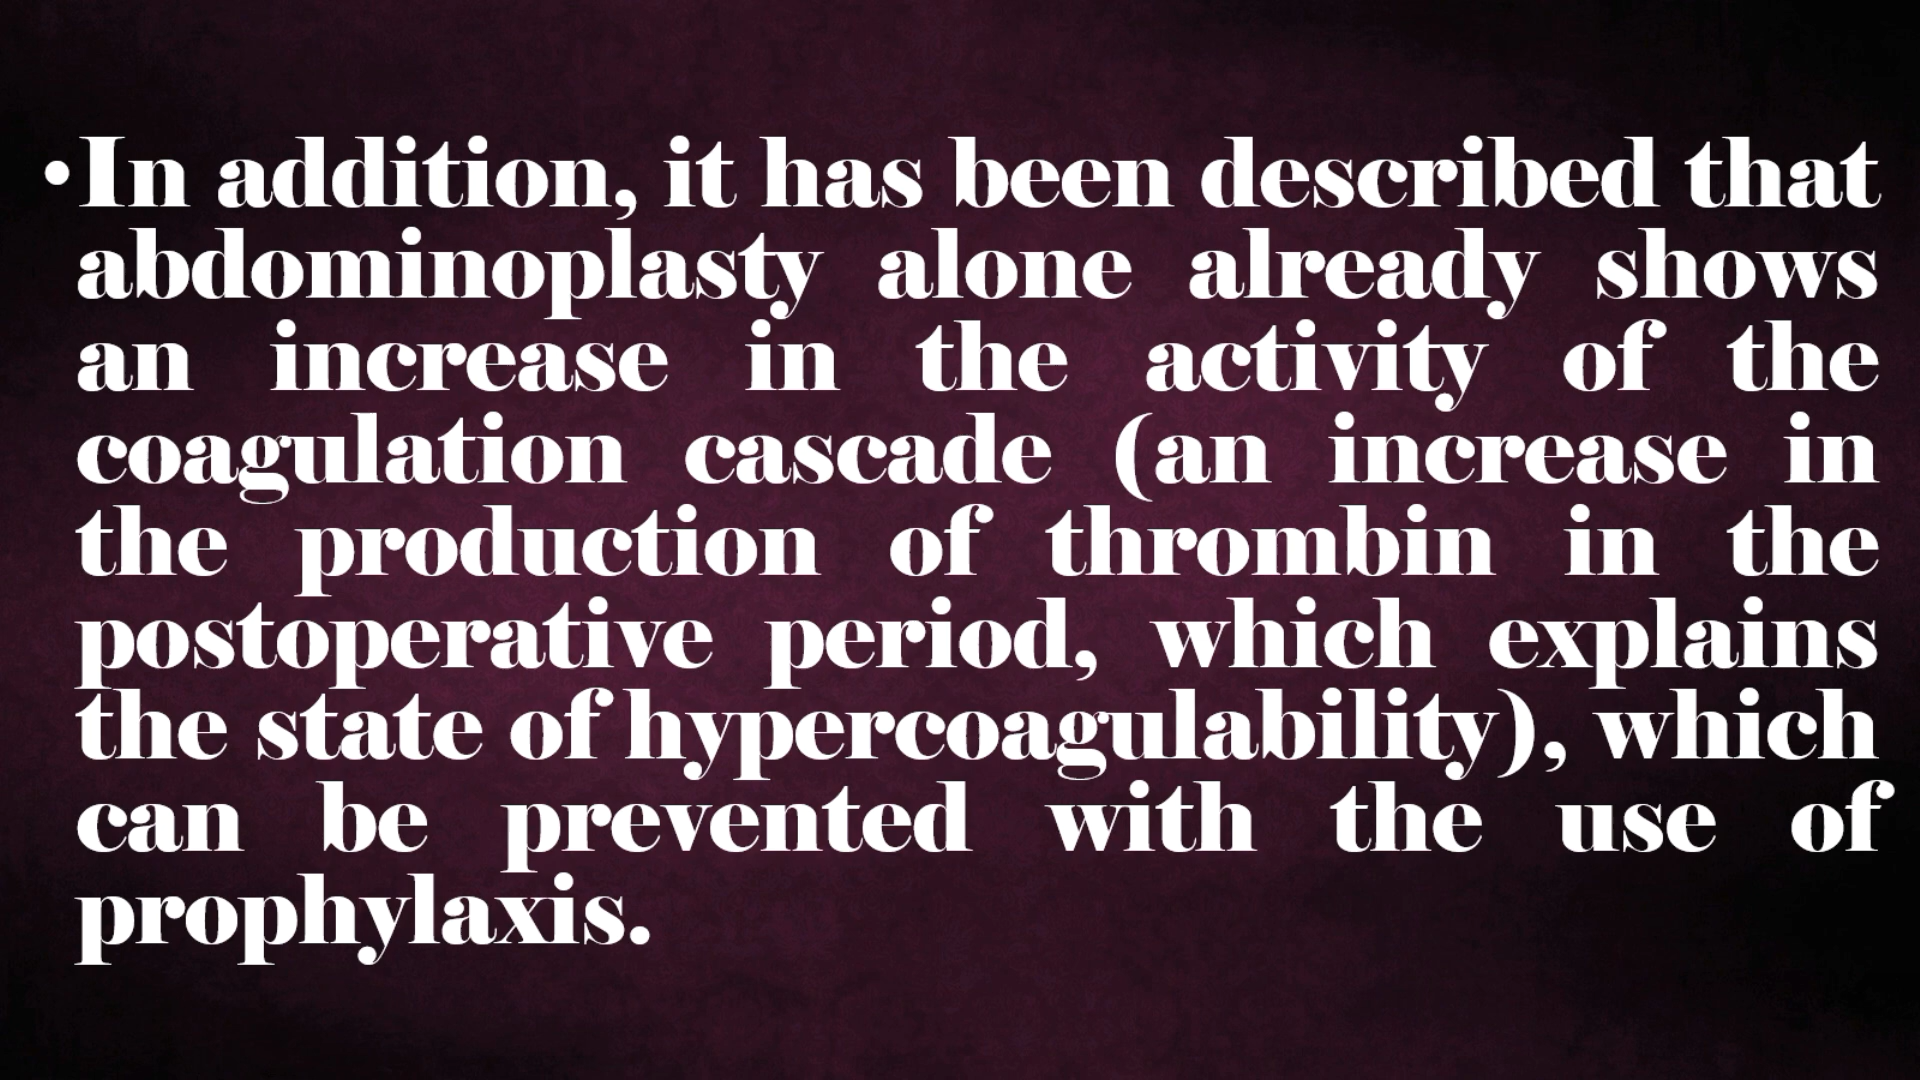 •In addition, it has been described that
abdominoplasty alone already shows
an increase in the activity of the
coagulation cascade (an increase in
the production of thrombin in the
postoperative period, which explains
the state of hypercoagulability), which
can be prevented with the use of
prophylaxis.